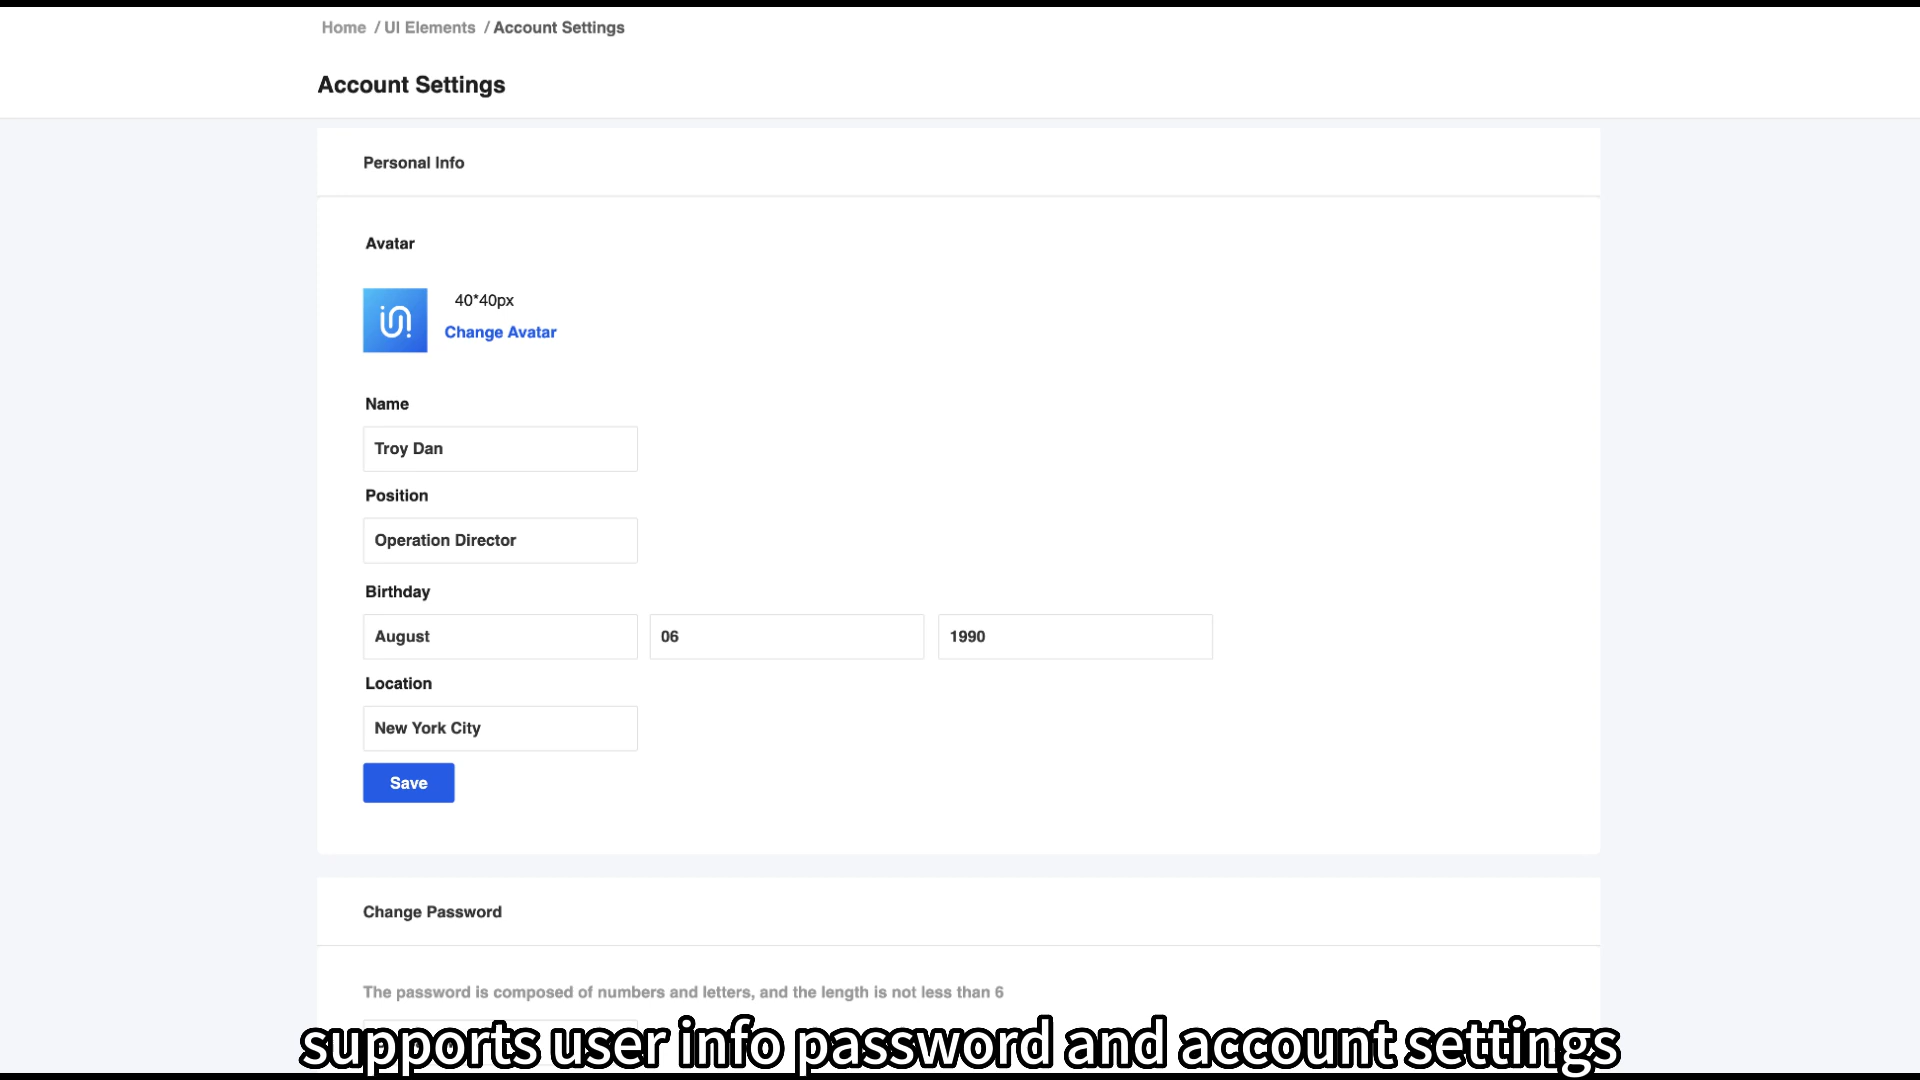 Home / UI Elements / Account Settings
Account Settings
Personal Info
Avatar
40*40px
Change Avatar
Name
Troy Dan
Position
Operation Director
Birthday
August 06 1990
Location
New York City
Save
Change Password
The password is composed of numbers and letters, and the length is not less than 6
supports user info password and account settings